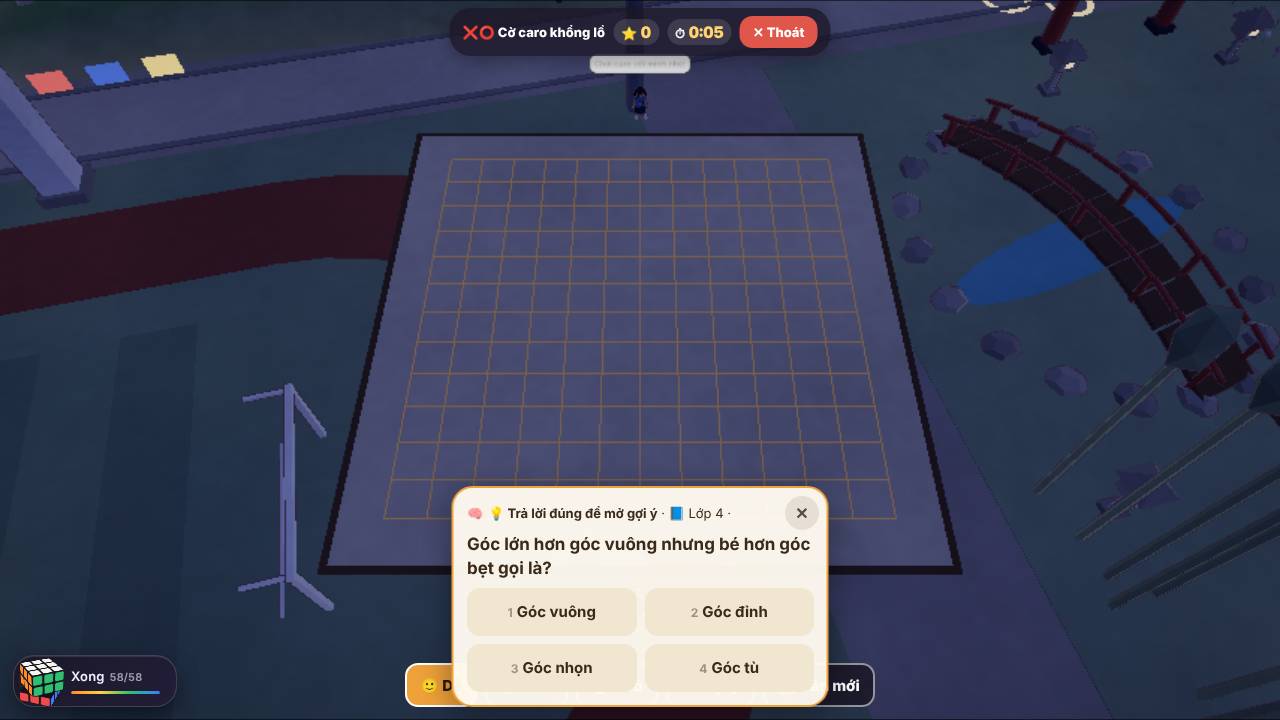 Cờ caro khổng lồ
0
0:05
✕ Thoát
Trả lời đúng để mở gợi ý · Lớp 4 ·
Góc lớn hơn góc vuông nhưng bé hơn góc
bẹt gọi là?
1 Góc vuông
2 Góc đỉnh
3 Góc nhọn
4 Góc tù
Xong 58/58
mới